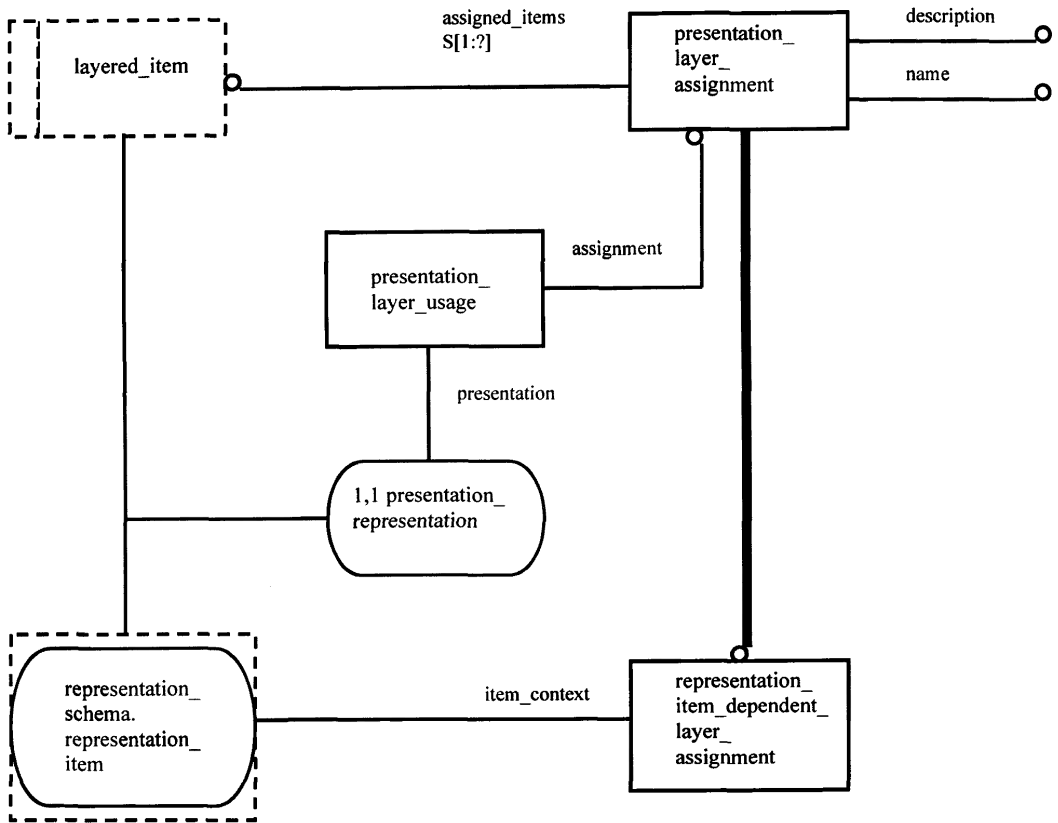 assigned_items
S[1:?]
description
layered_item
presentation_
layer_
assignment
name
assignment
presentation_
layer_usage
presentation
1,1 presentation_
representation
representation_
schema.
representation_
item
item_context
representation_
item_dependent_
layer_
assignment